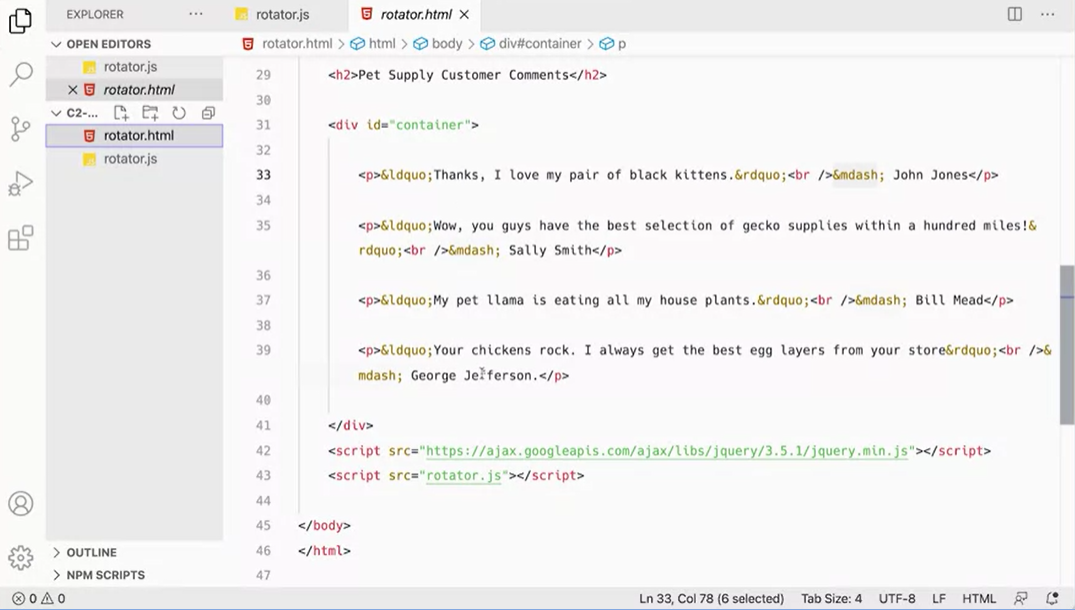 EXPLORER ··· rotator.js rotator.html
OPEN EDITORS
rotator.js
rotator.html
C2-...
rotator.html
rotator.js
OUTLINE
NPM SCRIPTS
rotator.html > html > body > div#container > p
29 <h2>Pet Supply Customer Comments</h2>
30
31 <div id="container">
32
33 <p>&ldquo;Thanks, I love my pair of black kittens.&rdquo;<br />&mdash; John Jones</p>
34
35 <p>&ldquo;Wow, you guys have the best selection of gecko supplies within a hundred miles!&
rdquo;<br />&mdash; Sally Smith</p>
36
37 <p>&ldquo;My pet llama is eating all my house plants.&rdquo;<br />&mdash; Bill Mead</p>
38
39 <p>&ldquo;Your chickens rock. I always get the best egg layers from your store&rdquo;<br />&
mdash; George Jefferson.</p>
40
41 </div>
42 <script src="https://ajax.googleapis.com/ajax/libs/jquery/3.5.1/jquery.min.js"></script>
43 <script src="rotator.js"></script>
44
45 </body>
46 </html>
47
0 0 Ln 33, Col 78 (6 selected) Tab Size: 4 UTF-8 LF HTML